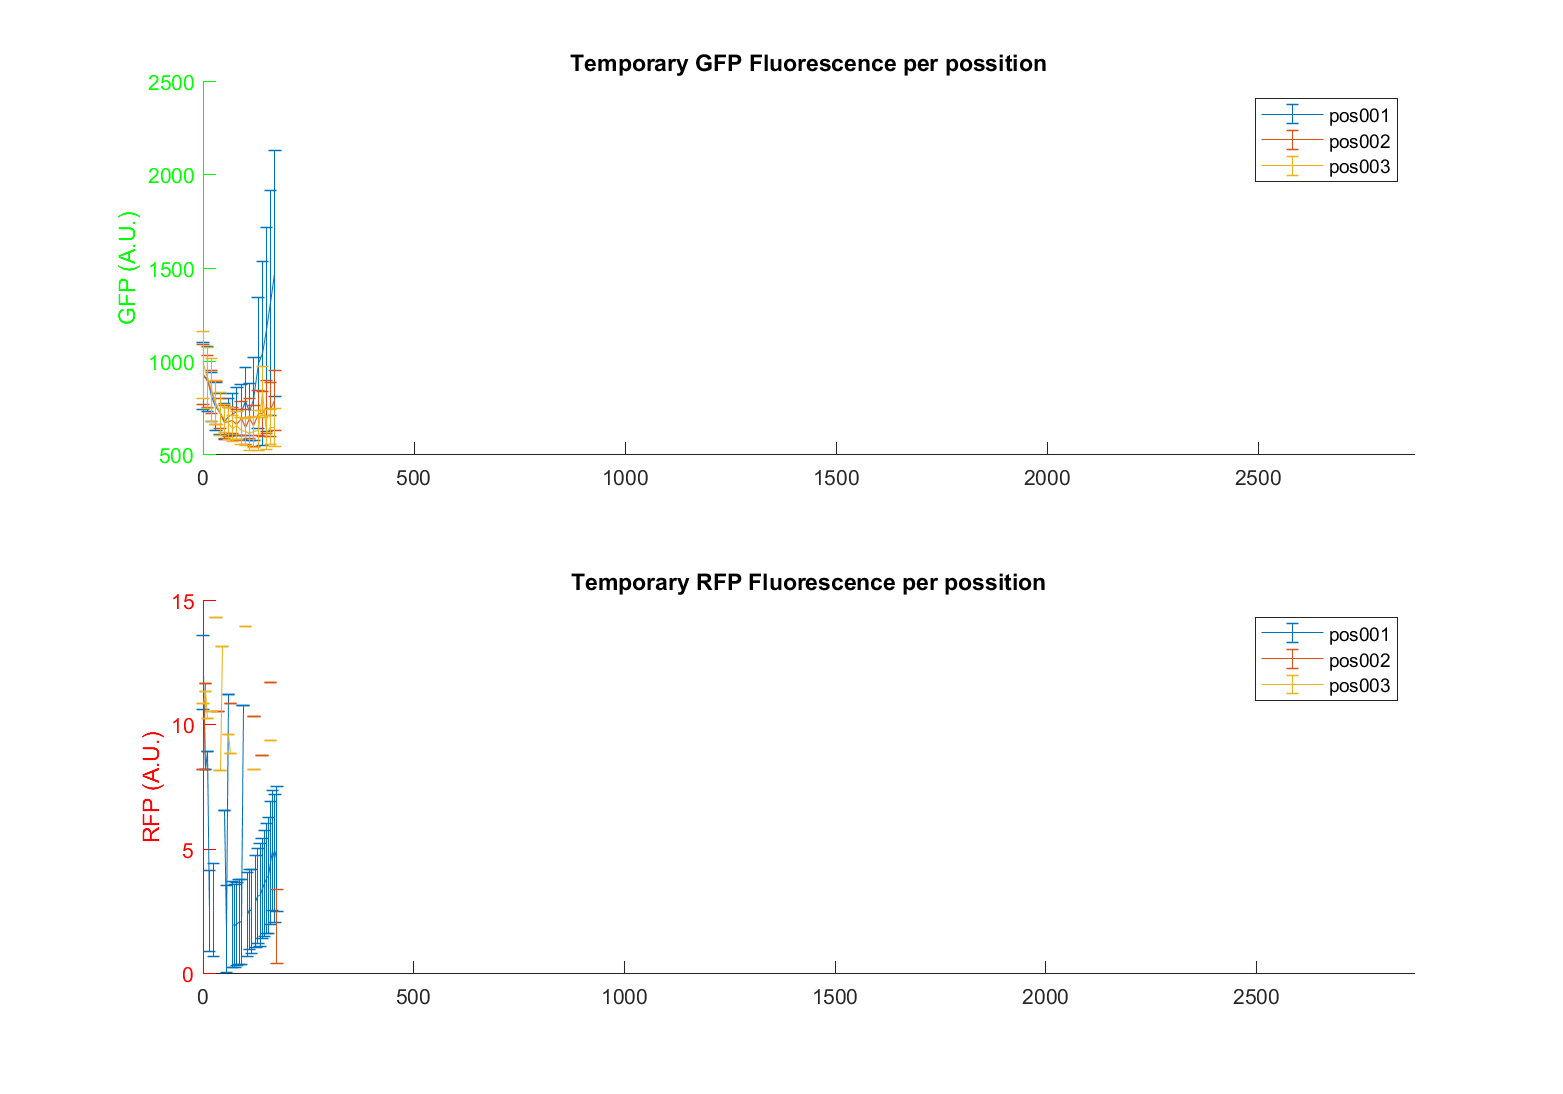 Temporary GFP Fluorescence per possition
2500
2000
1500
1000
500
GFP (A.U.)
pos001
pos002
pos003
0 500 1000 1500 2000 2500
Temporary RFP Fluorescence per possition
15
10
5
0
RFP (A.U.)
pos001
pos002
pos003
0 500 1000 1500 2000 2500